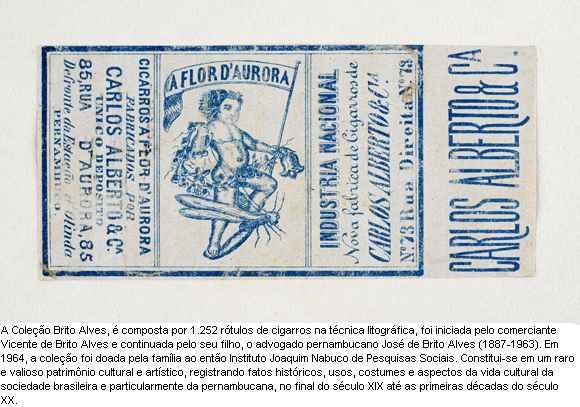 CIGARROS A FLOR D'AURORA
FABRICADOS POR
CARLOS ALBERTO & Cª
UNICO DEPOSITO
85, RUA D'AURORA, 85
Defronte da Estação d'Olinda
PERNAMBUCO.
A FLOR D'AURORA
INDUSTRIA NACIONAL
Nova fabrica de Cigarros de
CARLOS ALBERTO & Cª
Nº 73 Rua Direita Nº 73
CARLOS ALBERTO & Cª
A Coleção Brito Alves, é composta por 1.252 rótulos de cigarros na técnica litográfica, foi iniciada pelo comerciante
Vicente de Brito Alves e continuada pelo seu filho, o advogado pernambucano José de Brito Alves (1887-1963). Em
1964, a coleção foi doada pela família ao então Instituto Joaquim Nabuco de Pesquisas Sociais. Constitui-se em um raro
e valioso patrimônio cultural e artístico, registrando fatos históricos, usos, costumes e aspectos da vida cultural da
sociedade brasileira e particularmente da pernambucana, no final do século XIX até as primeiras décadas do século
XX.